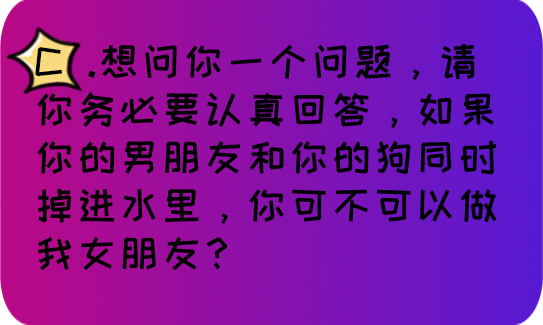 C .想问你一个问题，请
你务必要认真回答，如果
你的男朋友和你的狗同时
掉进水里，你可不可以做
我女朋友？